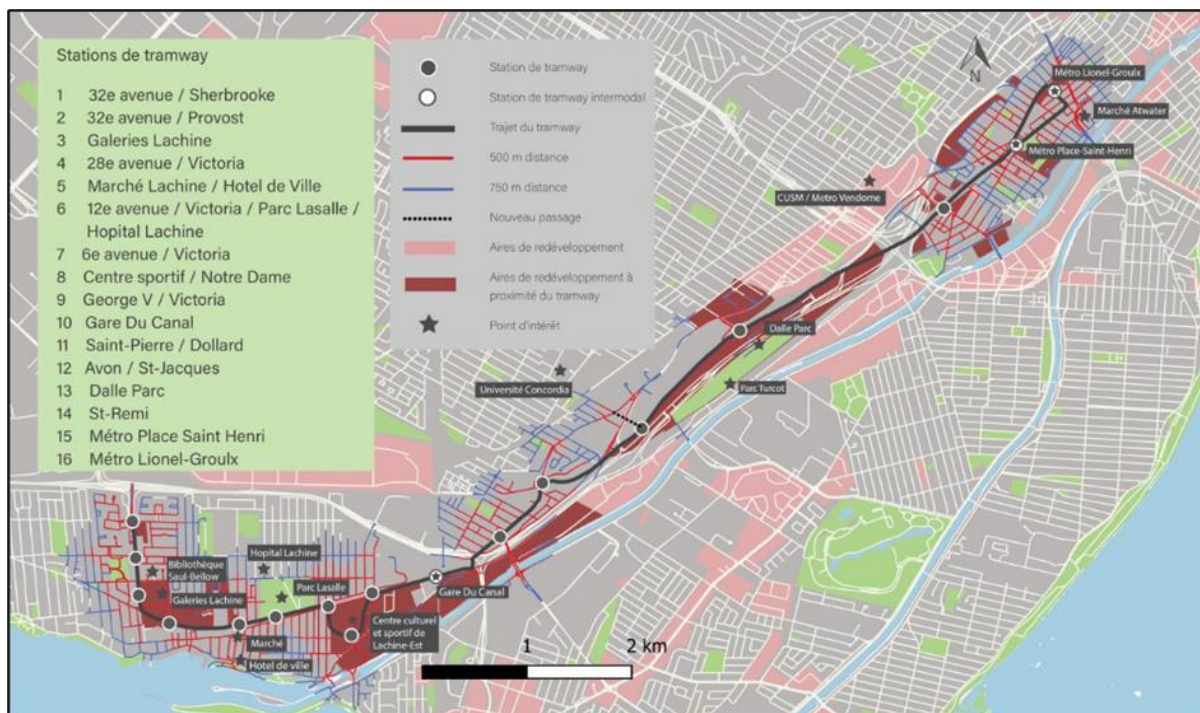 Stations de tramway
1 32e avenue / Sherbrooke
2 32e avenue / Provost
3 Galeries Lachine
4 28e avenue / Victoria
5 Marché Lachine / Hotel de Ville
6 12e avenue / Victoria / Parc Lasalle /
Hopital Lachine
7 6e avenue / Victoria
8 Centre sportif / Notre Dame
9 George V / Victoria
10 Gare Du Canal
11 Saint-Pierre / Dollard
12 Avon / St-Jacques
13 Dalle Parc
14 St-Remi
15 Métro Place Saint Henri
16 Métro Lionel-Groulx
Station de tramway
Station de tramway intermodal
Trajet du tramway
500 m distance
750 m distance
Nouveau passage
Aires de redéveloppement
Aires de redéveloppement à
proximité du tramway
Point d'intérêt
N
Métro Lionel-Groulx
Marché Atwater
Métro Place-Saint-Henri
CUSM / Metro Vendome
Dalle Parc
Parc Turcot
Université Concordia
Hopital Lachine
Bibliothèque
Saul-Bellow
Galeries Lachine
Parc Lasalle
Gare Du Canal
Centre culturel
et sportif de
Lachine-Est
Marché
Hotel de ville
1 2 km